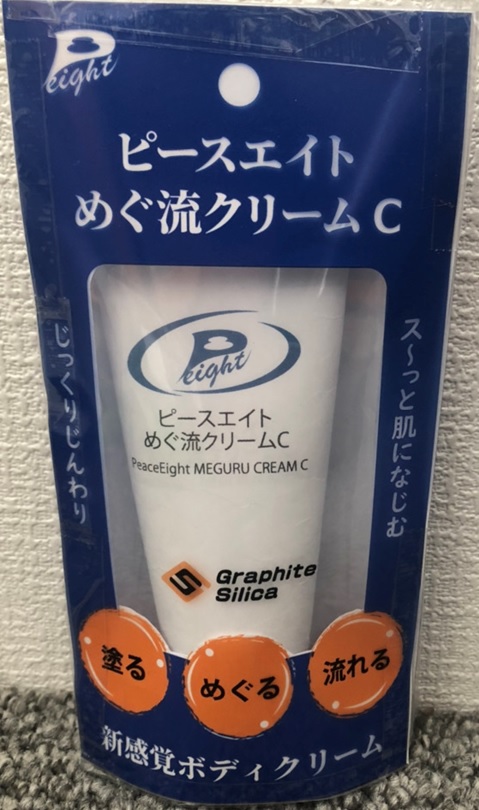 Peight
ピースエイト
めぐ流クリームC
じっくりじんわり
ス～っと肌になじむ
Peight
ピースエイト
めぐ流クリームC
PeaceEight MEGURU CREAM C
Graphite
Silica
塗る
めぐる
流れる
新感覚ボディクリーム